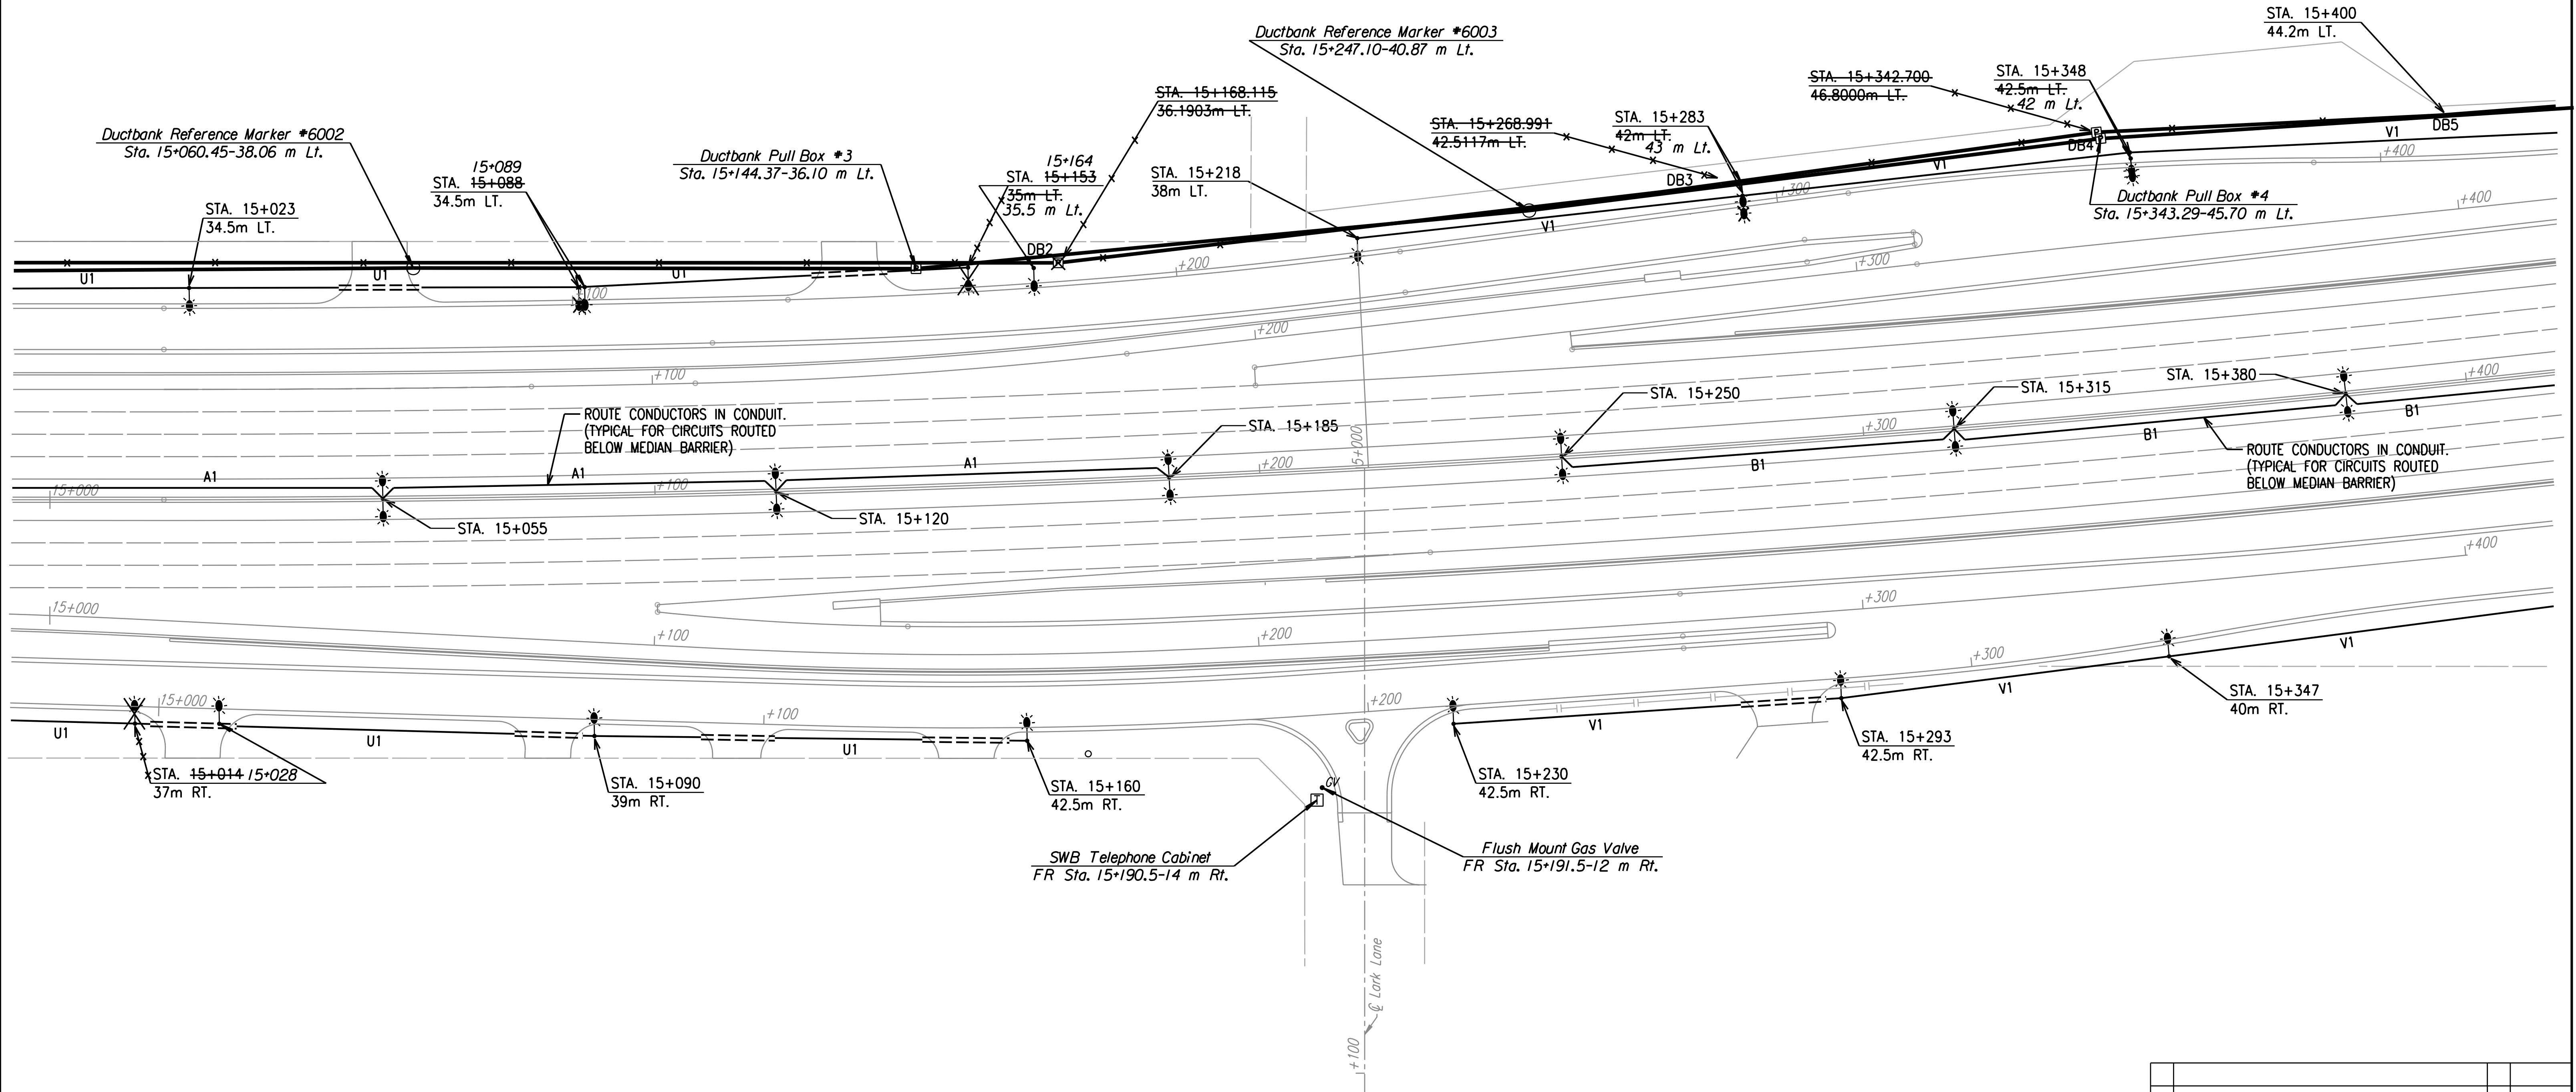 STA. 15+400
44.2m LT.
Ductbank Reference Marker #6003
Sta. 15+247.10-40.87 m Lt.
STA. 15+342.700
46.8000m LT.
STA. 15+348
42.5m LT.
42 m Lt.
STA. 15+168.115
36.1903m LT.
STA. 15+268.991
42.5117m LT.
STA. 15+283
42m LT.
43 m Lt.
Ductbank Reference Marker #6002
Sta. 15+060.45-38.06 m Lt.
15+089
STA. 15+088
34.5m LT.
Ductbank Pull Box #3
Sta. 15+144.37-36.10 m Lt.
15+164
STA. 15+153
35m LT.
35.5 m Lt.
STA. 15+218
38m LT.
STA. 15+023
34.5m LT.
DB5
V1
DB4
V1
DB3
+400
+300
Ductbank Pull Box #4
Sta. 15+343.29-45.70 m Lt.
+400
V1
DB2
U1
U1
U1
+200
+300
+100
+200
+100
+400
STA. 15+380
STA. 15+315
STA. 15+250
B1
B1
B1
+300
ROUTE CONDUCTORS IN CONDUIT.
(TYPICAL FOR CIRCUITS ROUTED
BELOW MEDIAN BARRIER)
STA. 15+185
5+000
+200
ROUTE CONDUCTORS IN CONDUIT.
(TYPICAL FOR CIRCUITS ROUTED
BELOW MEDIAN BARRIER)
A1
A1
A1
15+000
+100
STA. 15+055
STA. 15+120
+400
15+000
+100
+200
+300
V1
+300
V1
V1
+200
15+000
+100
U1
U1
U1
STA. 15+014 15+028
37m RT.
STA. 15+090
39m RT.
STA. 15+160
42.5m RT.
STA. 15+230
42.5m RT.
STA. 15+293
42.5m RT.
STA. 15+347
40m RT.
GV
T
SWB Telephone Cabinet
FR Sta. 15+190.5-14 m Rt.
Flush Mount Gas Valve
FR Sta. 15+191.5-12 m Rt.
℄ Lark Lane
+100